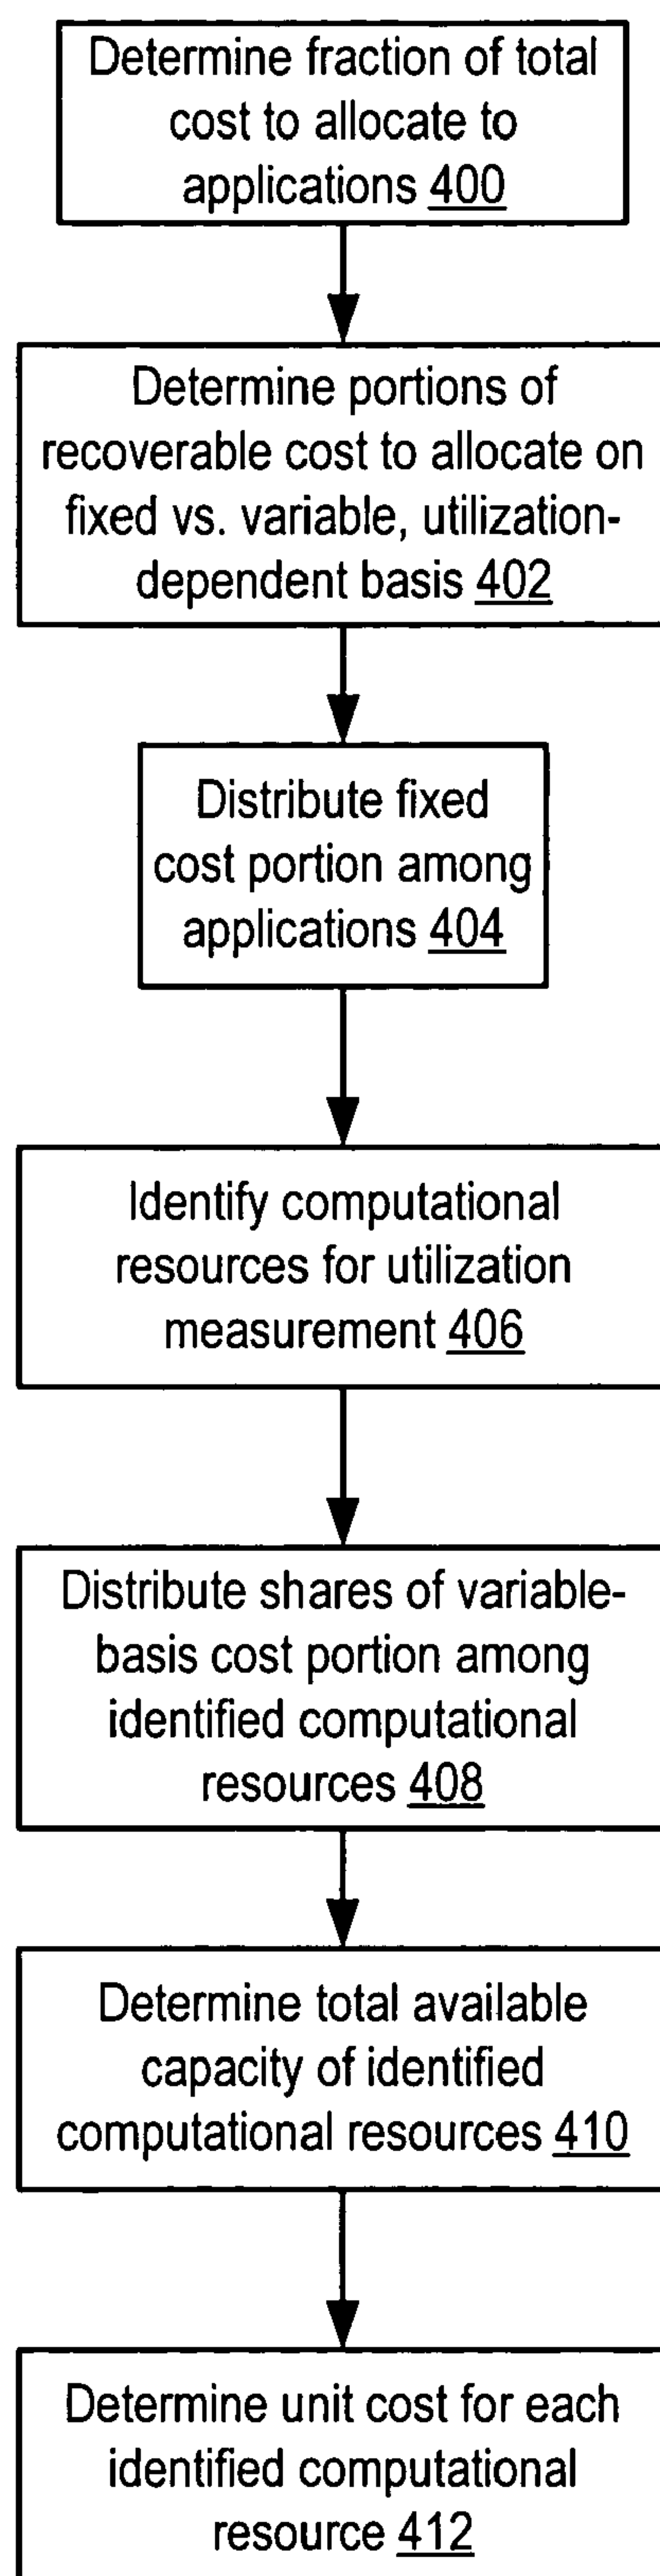 Determine fraction of total
cost to allocate to
applications 400
Determine portions of
recoverable cost to allocate on
fixed vs. variable, utilization-
dependent basis 402
Distribute fixed
cost portion among
applications 404
Identify computational
resources for utilization
measurement 406
Distribute shares of variable-
basis cost portion among
identified computational
resources 408
Determine total available
capacity of identified
computational resources 410
Determine unit cost for each
identified computational
resource 412